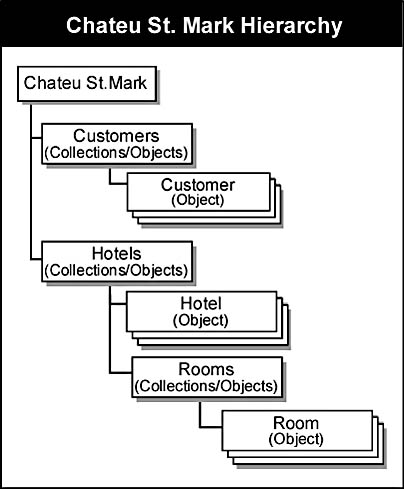 Chateu St. Mark Hierarchy
Chateu St.Mark
Customers
(Collections/Objects)
Customer
(Object)
Hotels
(Collections/Objects)
Hotel
(Object)
Rooms
(Collections/Objects)
Room
(Object)